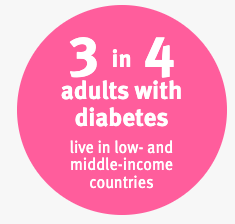 3 in 4
adults with
diabetes
live in low- and
middle-income
countries